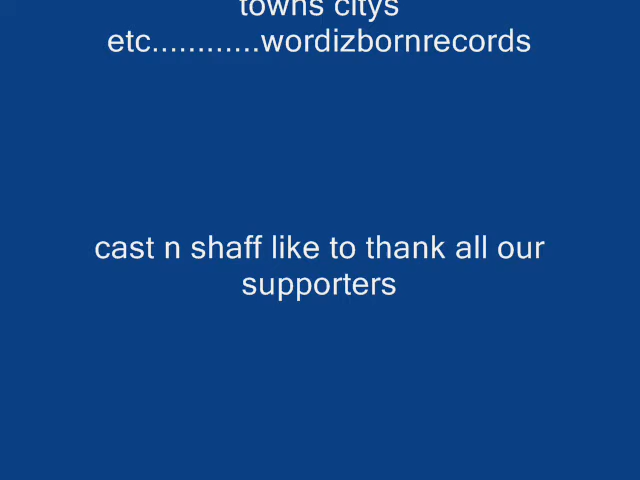 towns citys
etc............wordizbornrecords
cast n shaff like to thank all our
supporters